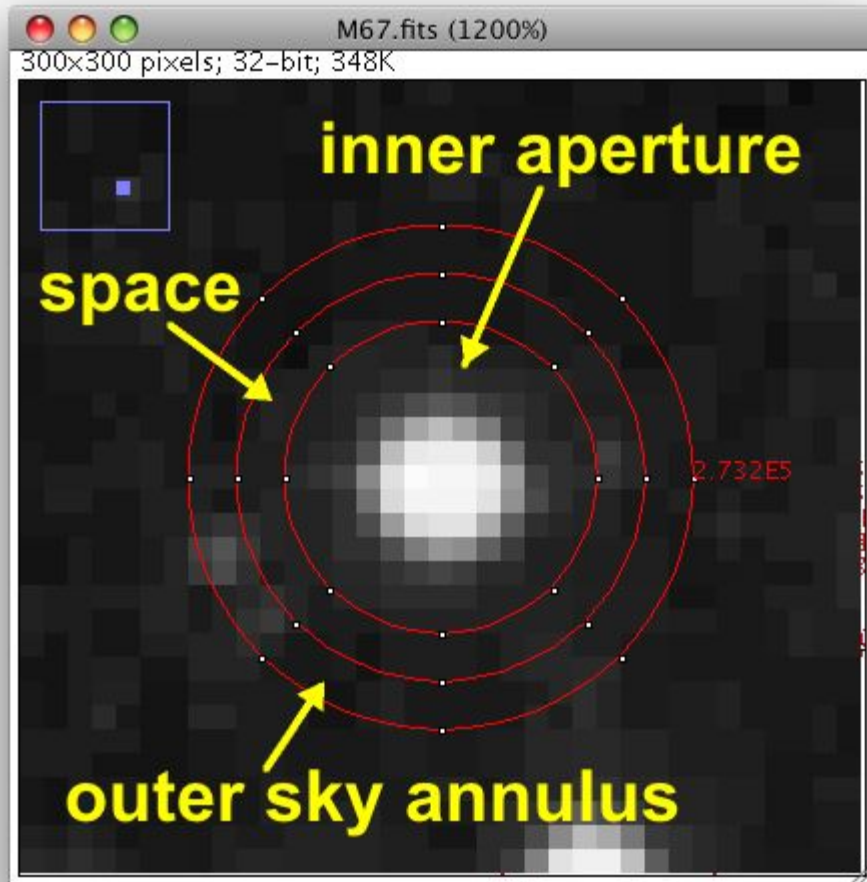 M67.fits (1200%)
300x300 pixels; 32-bit; 348K
inner aperture
space
2.732E5
outer sky annulus